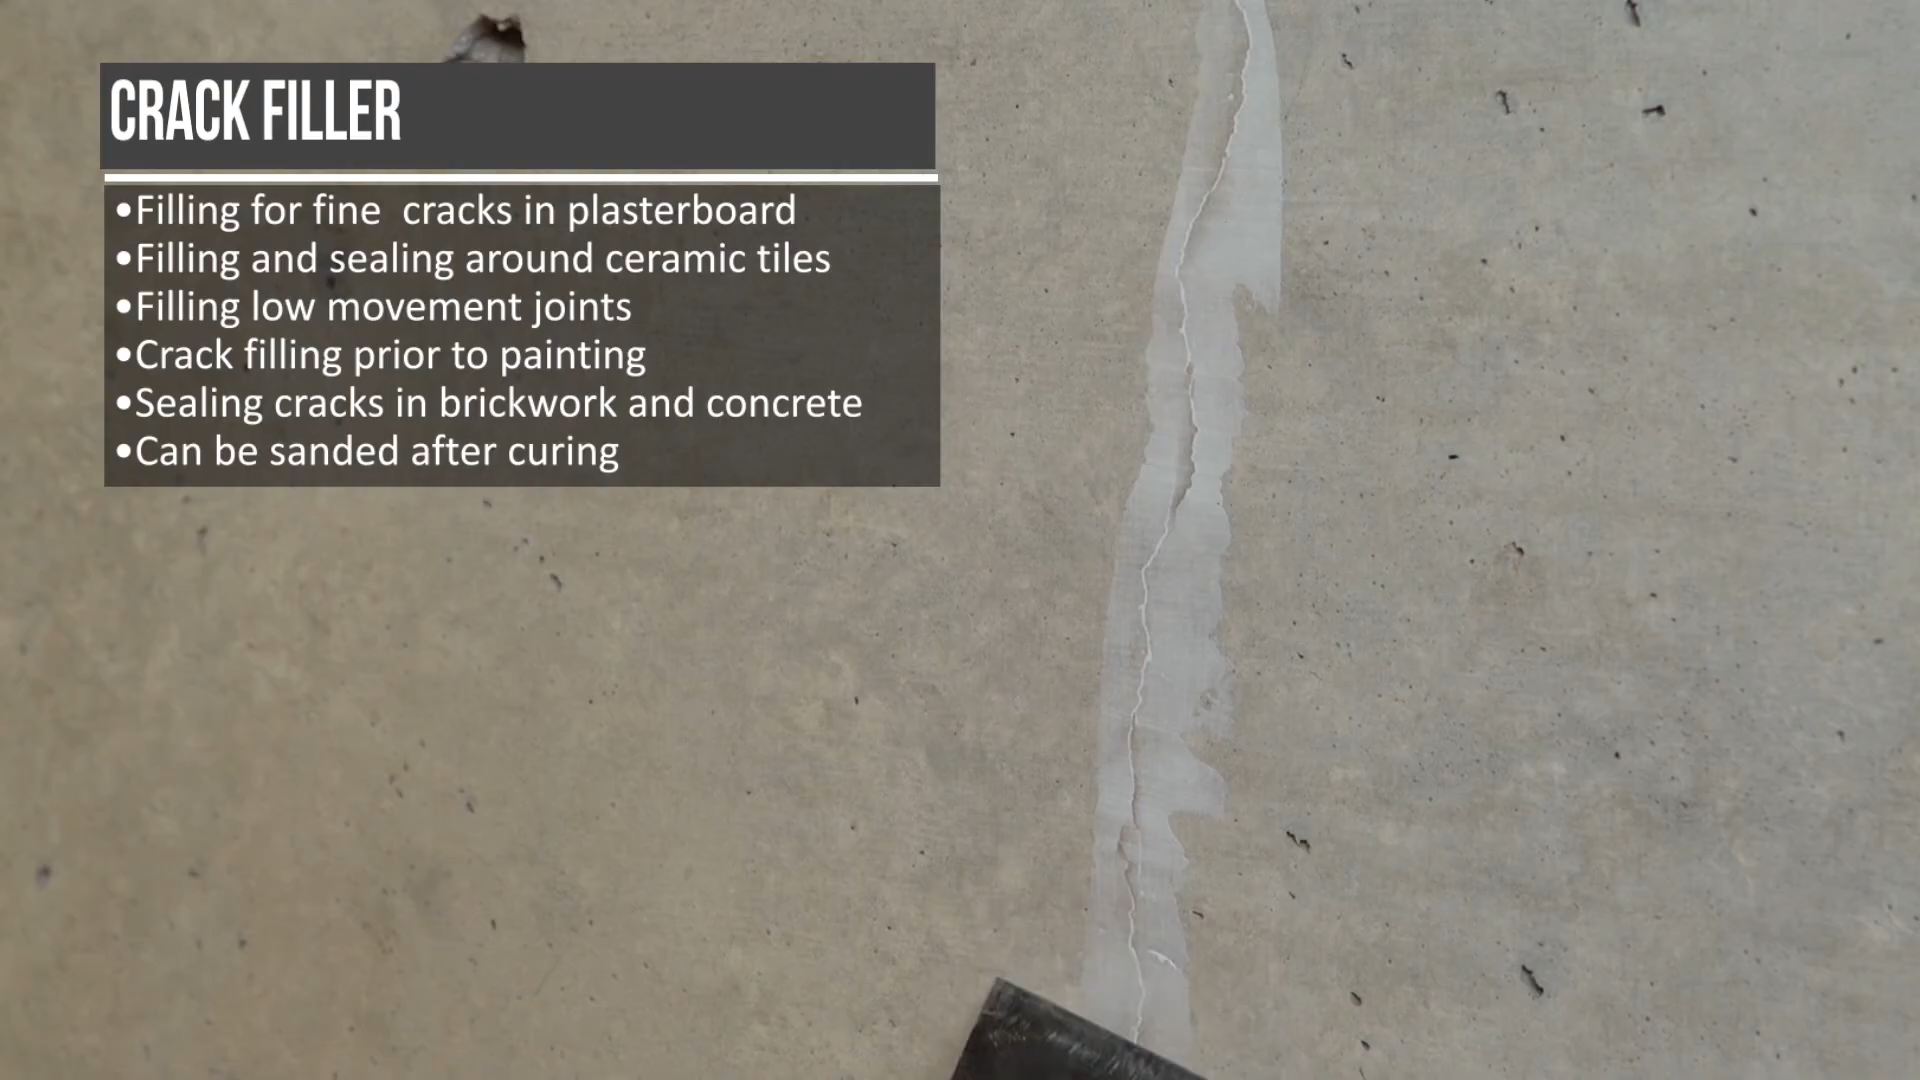 CRACK FILLER
•Filling for fine  cracks in plasterboard
•Filling and sealing around ceramic tiles
•Filling low movement joints
•Crack filling prior to painting
•Sealing cracks in brickwork and concrete
•Can be sanded after curing